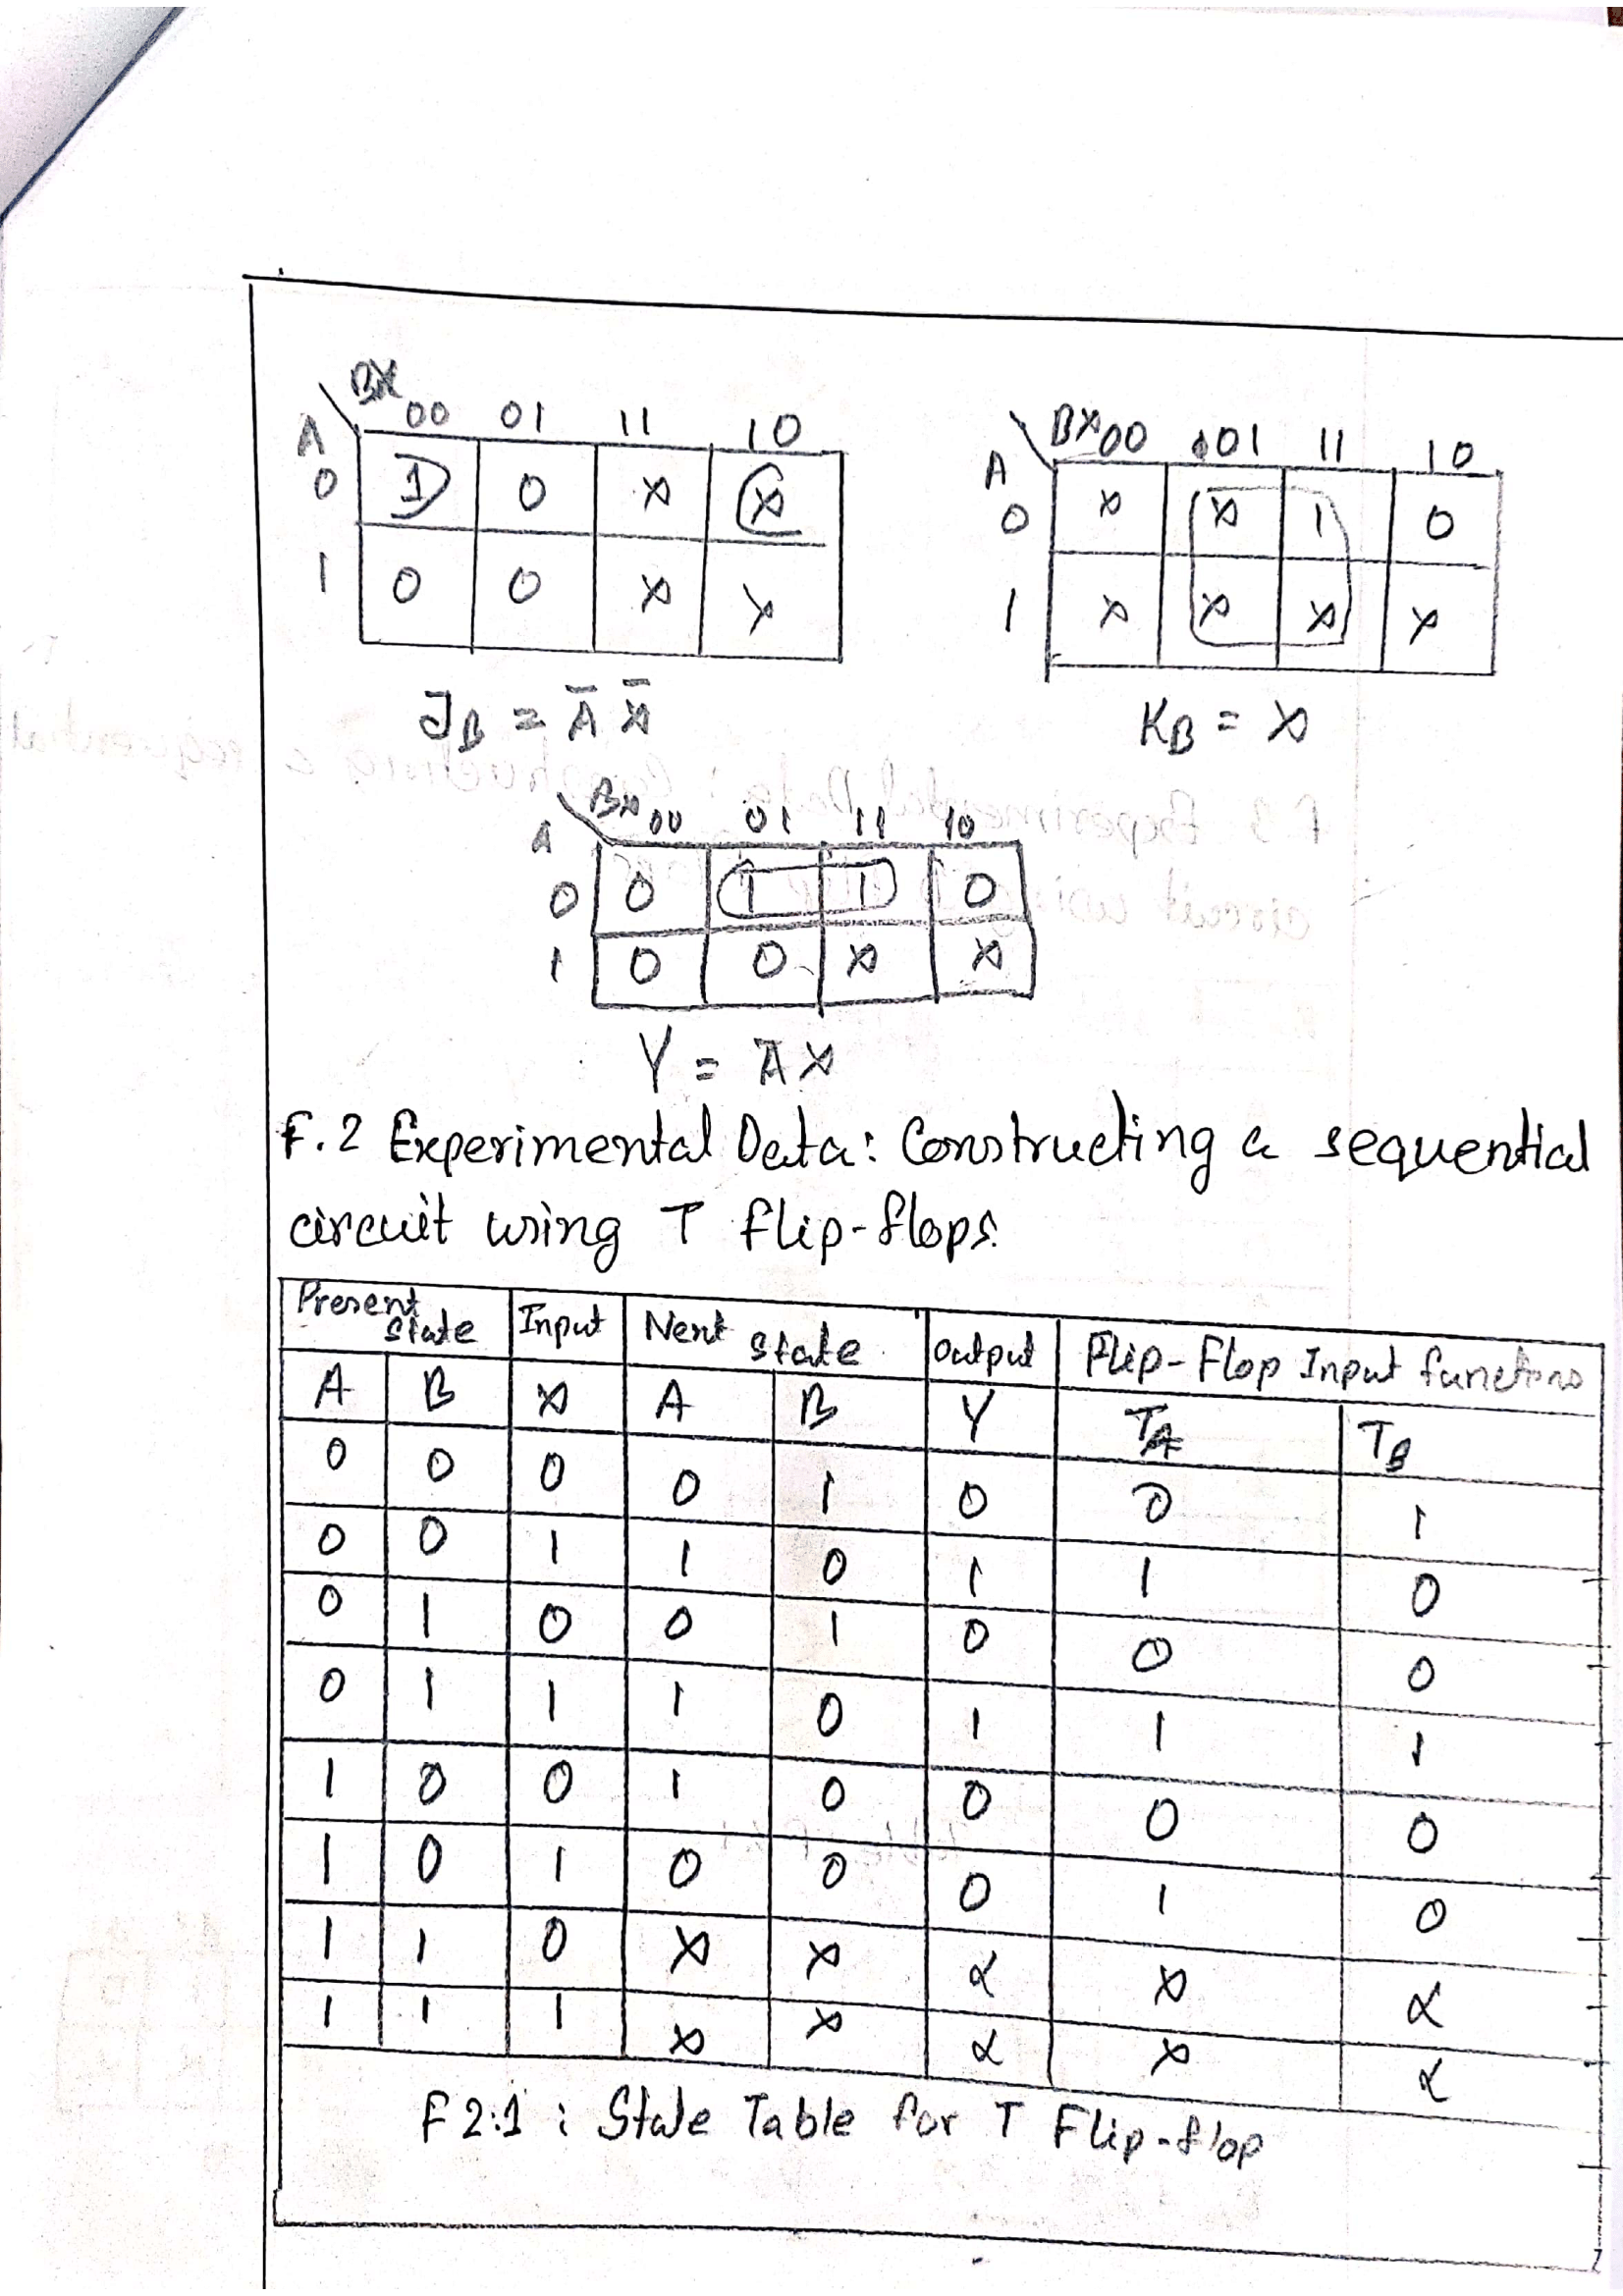 BX 00 01 11 10
A
0 1 0 x x
1 0 0 x x
J_B = A̅ X̅
BX 00 01 11 10
A
0 x x 1 0
1 x x x x
K_B = X
BX 00 01 11 10
A
0 0 1 1 0
1 0 0 x x
Y = A̅X
F.2 Experimental Data: Constructing a sequential
circuit using T flip-flops.
Present state Input Next state output Flip-Flop Input functions
A B X A B Y T_A T_B
0 0 0 0 1 0 0 1
0 0 1 1 0 1 1 0
0 1 0 0 1 0 0 0
0 1 1 1 0 1 1 1
1 0 0 1 0 0 0 0
1 0 1 0 0 0 1 0
1 1 0 x x x x x
1 1 1 x x x x x
F 2.1 : State Table for T Flip-flop